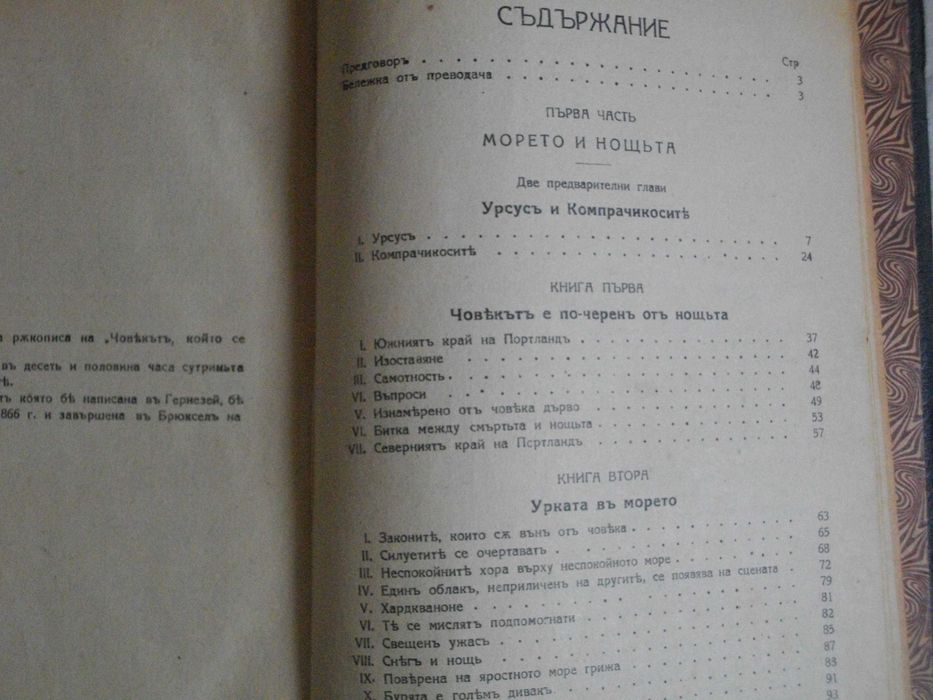 ржкописа на „Човѣкътъ, който се
въ десеть и половина часа сутриньта
която бѣ написана въ Гернезей, бѣ
866 г. и завършена въ Брюкселъ на
СЪДЪРЖАНИЕ
Стр
Предговоръ 3
Бележка отъ преводача 3
ПЪРВА ЧАСТЬ
МОРЕТО И НОЩЬТА
Две предварителни глави
Урсусъ и Компрачикоситѣ
I. Урсусъ 7
II. Компрачикоситѣ 24
КНИГА ПЪРВА
Човѣкътъ е по-черенъ отъ нощьта
I. Южниятъ край на Портландъ 37
II. Изоставяне 42
III. Самотность 44
VI. Въпроси 48
V. Изнамѣрено отъ човѣка дърво 49
VI. Битка между смъртьта и нощьта 53
VII. Северниятъ край на Портландъ 57
КНИГА ВТОРА
Урката въ морето
I. Законитѣ, които сѫ вънъ отъ човѣка 63
II. Силуетитѣ се очертаватъ 65
III. Неспокойнитѣ хора върху неспокойното море 68
IV. Единъ облакъ, неприличенъ на другитѣ, се появява на сцената 72
V. Хардкваноне 79
VI. Тѣ се мислятъ подпомогнати 81
VII. Свещенъ ужасъ 82
VIII. Снѣгъ и нощь 85
IX. Поверена на яростното море грижа 87
X. Бурята е големъ дивакъ 83
91
93